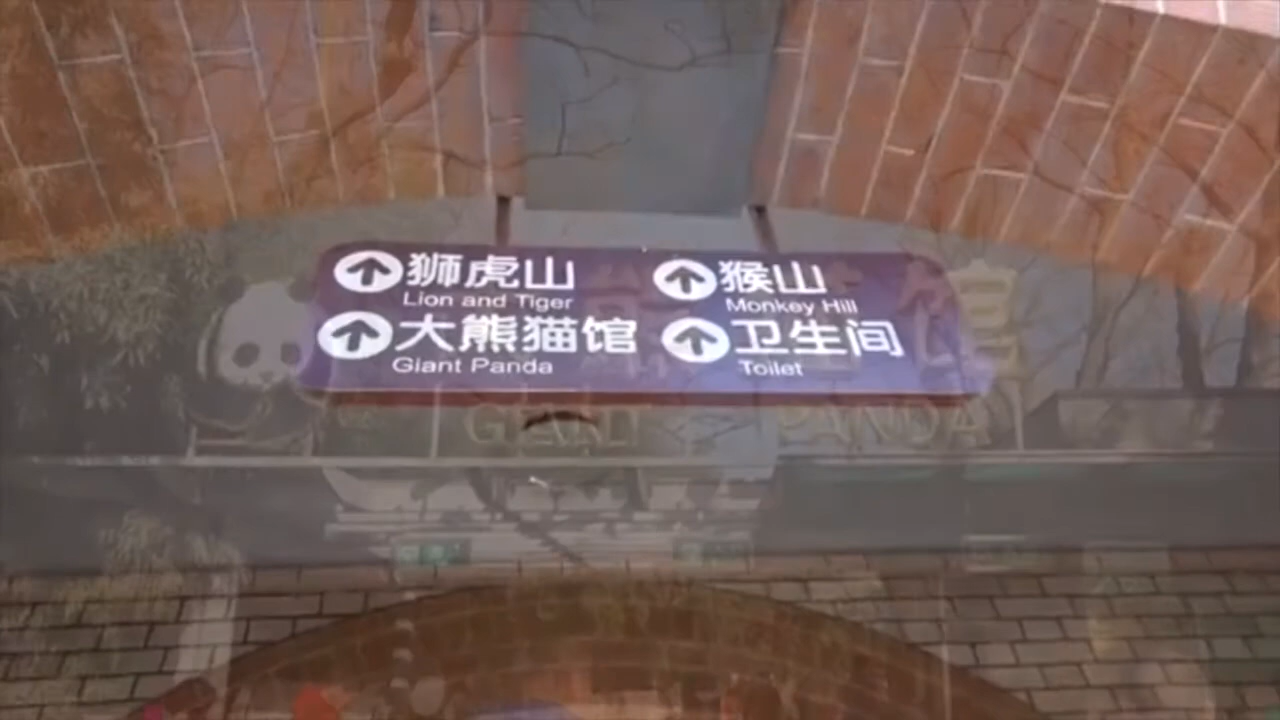 狮虎山
Lion and Tiger
猴山
Monkey Hill
大熊猫馆
Giant Panda
卫生间
Toilet
GIANT PANDA